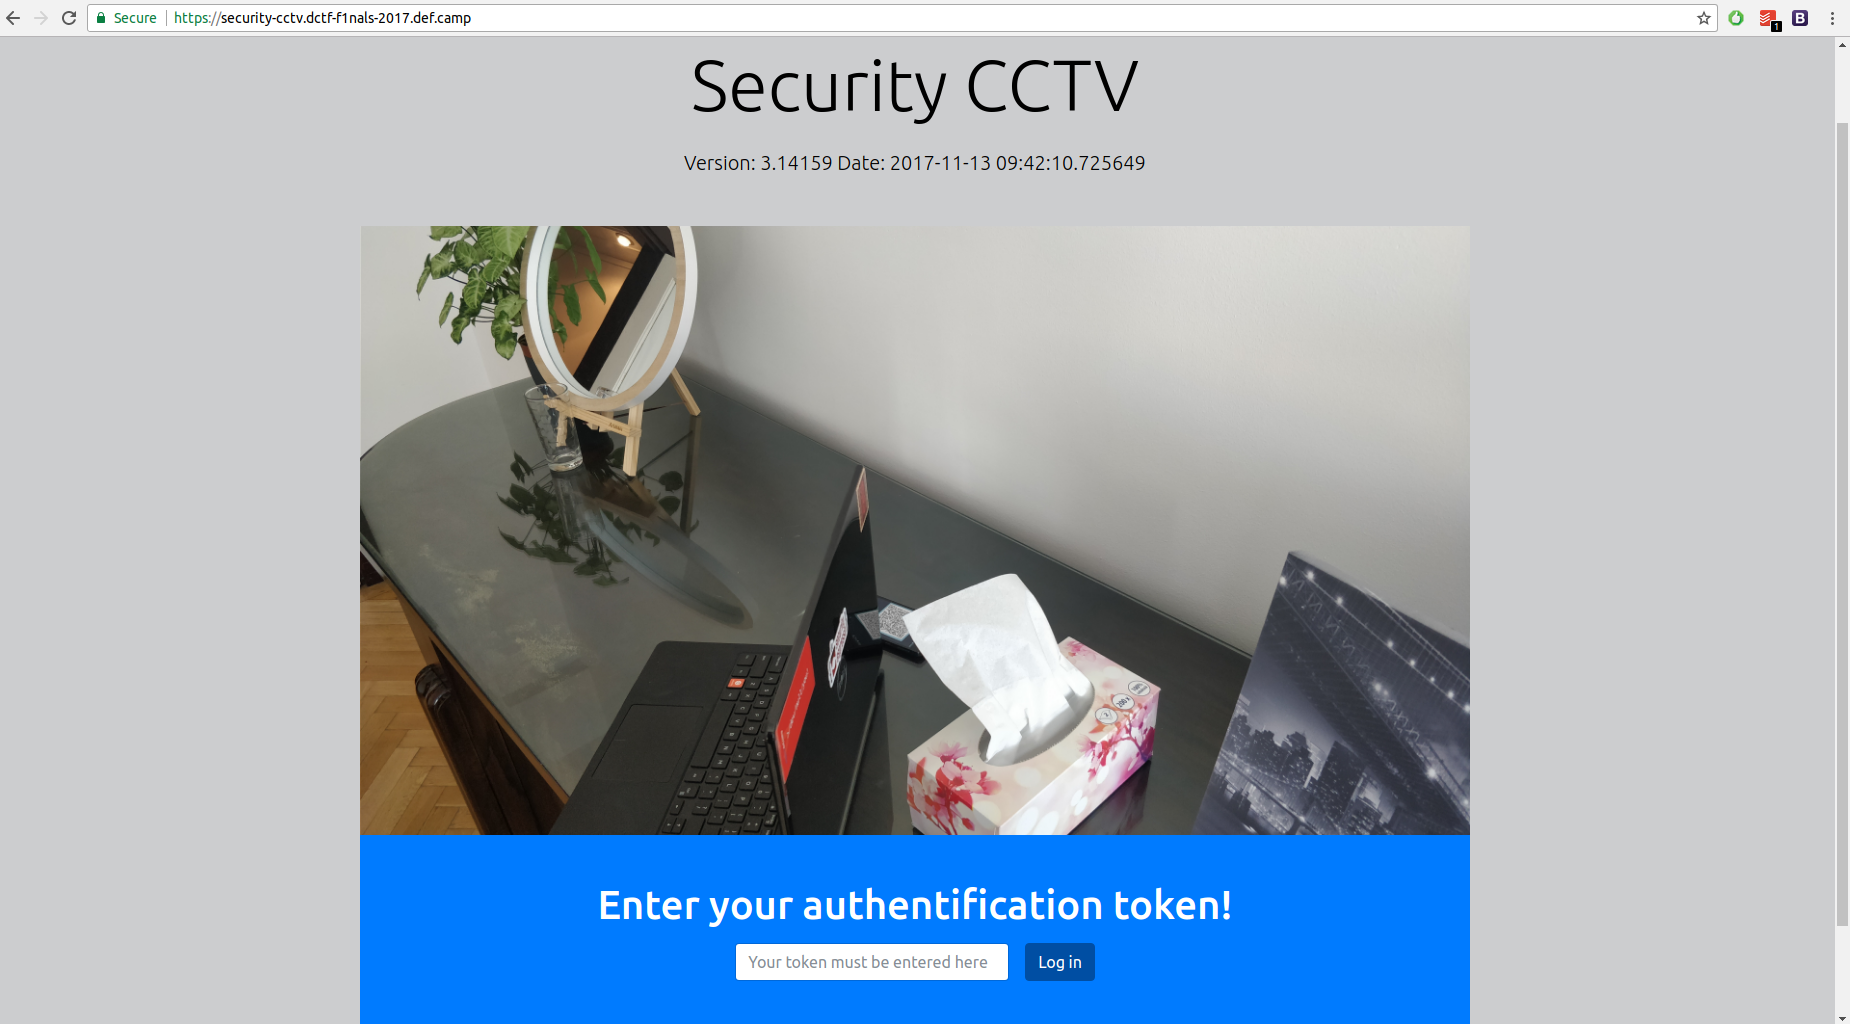 Secure
https://security-cctv.dctf-f1nals-2017.def.camp
1
B
Security CCTV
Version: 3.14159 Date: 2017-11-13 09:42:10.725649
Enter your authentification token!
Your token must be entered here
Log in